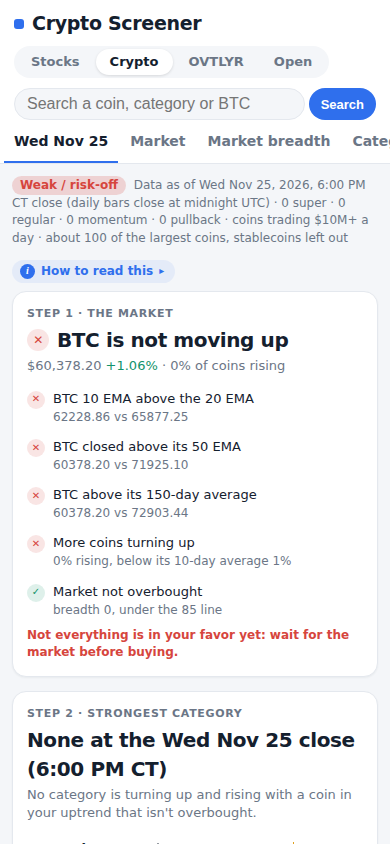 Crypto Screener
Stocks Crypto OVTLYR Open
Search a coin, category or BTC Search
Wed Nov 25 Market Market breadth
Weak / risk-off Data as of Wed Nov 25, 2026, 6:00 PM
CT close (daily bars close at midnight UTC) · 0 super · 0
regular · 0 momentum · 0 pullback · coins trading $10M+ a
day · about 100 of the largest coins, stablecoins left out
i How to read this ▸
STEP 1 · THE MARKET
✕ BTC is not moving up
$60,378.20 +1.06% · 0% of coins rising
✕ BTC 10 EMA above the 20 EMA
62228.86 vs 65877.25
✕ BTC closed above its 50 EMA
60378.20 vs 71925.10
✕ BTC above its 150-day average
60378.20 vs 72903.44
✕ More coins turning up
0% rising, below its 10-day average 1%
✓ Market not overbought
breadth 0, under the 85 line
Not everything is in your favor yet: wait for the
market before buying.
STEP 2 · STRONGEST CATEGORY
None at the Wed Nov 25 close
(6:00 PM CT)
No category is turning up and rising with a coin in
your uptrend that isn't overbought.